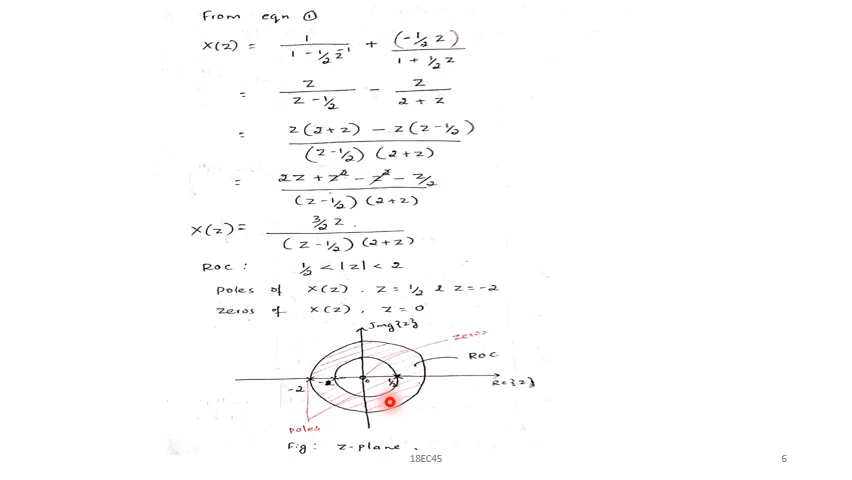 From eqn ①
X(z) = 1 / (1 - 1/2 z⁻¹) + (-1/2 z) / (1 + 1/2 z)
= z / (z - 1/2) - z / (2 + z)
= z(2+z) - z(z-1/2) / (z-1/2)(2+z)
= 2z + z² - z² - z/2 / (z-1/2)(2+z)
X(z) = 3/2 z. / (z-1/2)(2+z)
ROC : 1/2 < |z| < 2
Poles of X(z). z = 1/2 & z = -2
Zeros of X(z), z = 0
Img{z}
zeros
ROC
-2 0 1/2 Re{z}
poles
Fig: z-plane.
18EC45 6